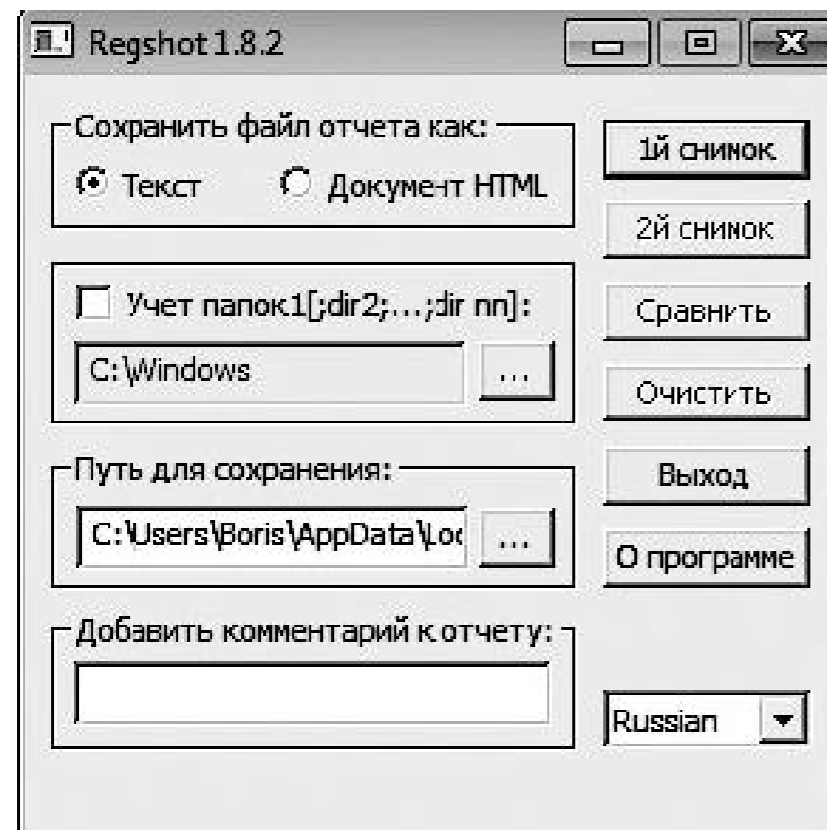 Regshot 1.8.2
Сохранить файл отчета как:
Текст
Документ HTML
Учет папок1[;dir2;...;dir nn]:
C:\Windows
...
Путь для сохранения:
C:\Users\Boris\AppData\Loc
...
Добавить комментарий к отчету:
1й снимок
2й снимок
Сравнить
Очистить
Выход
О программе
Russian